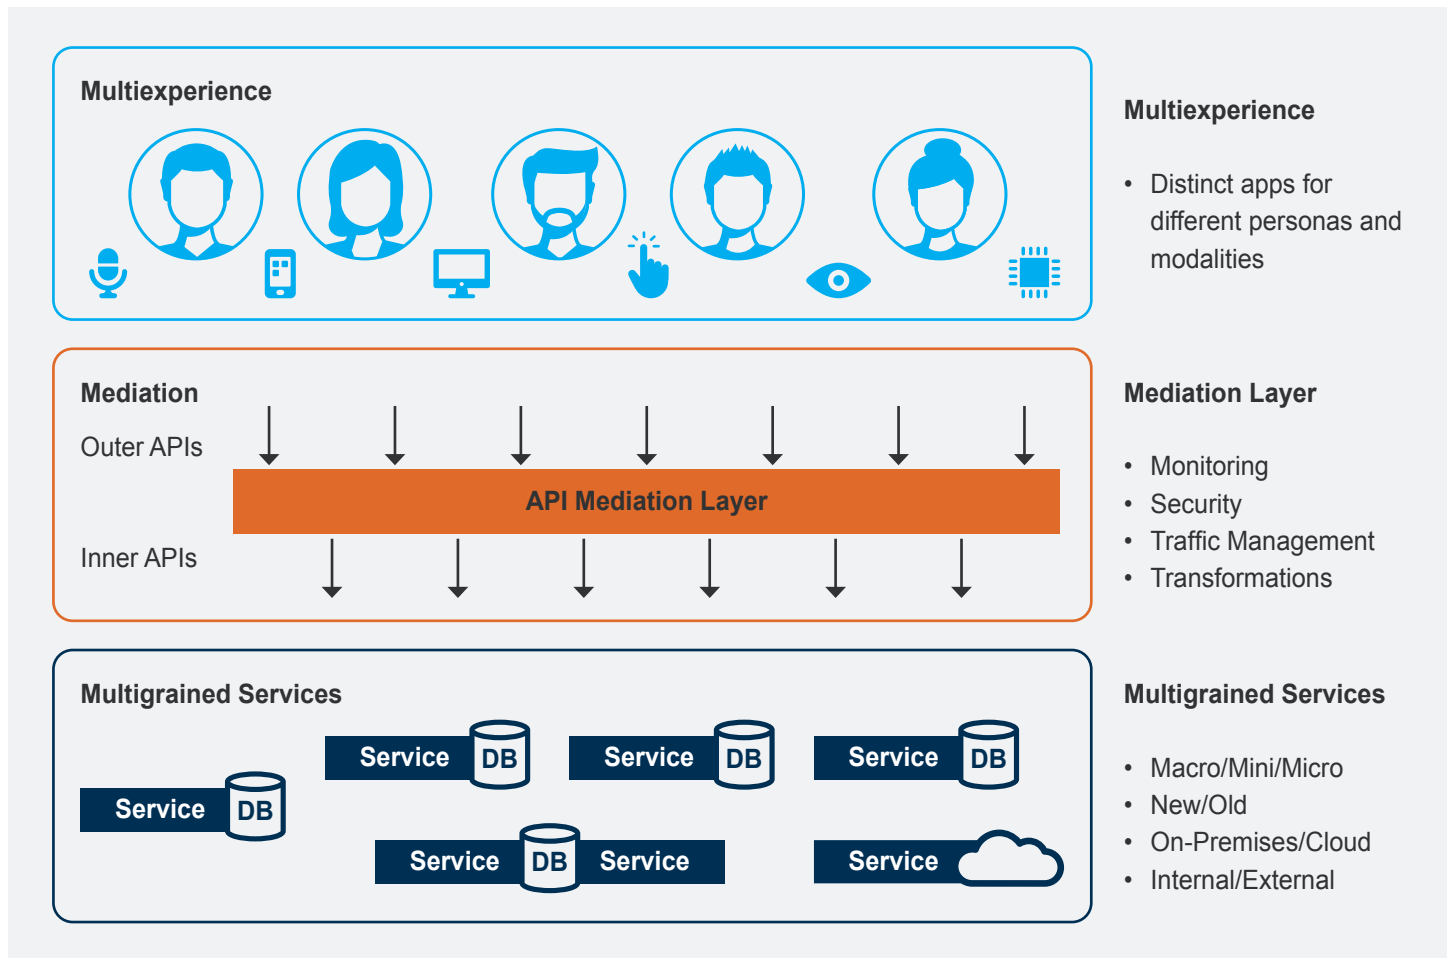 Multiexperience
Multiexperience
• Distinct apps for
different personas and
modalities
Mediation
Outer APIs
API Mediation Layer
Inner APIs
Mediation Layer
• Monitoring
• Security
• Traffic Management
• Transformations
Multigrained Services
Service DB
Service DB
Service DB
Service DB
Service DB Service
Service
Multigrained Services
• Macro/Mini/Micro
• New/Old
• On-Premises/Cloud
• Internal/External